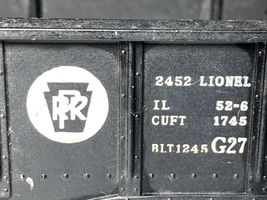 PRR
2452 LIONEL
IL 52-6
CUFT 1745
BLT1245 G27